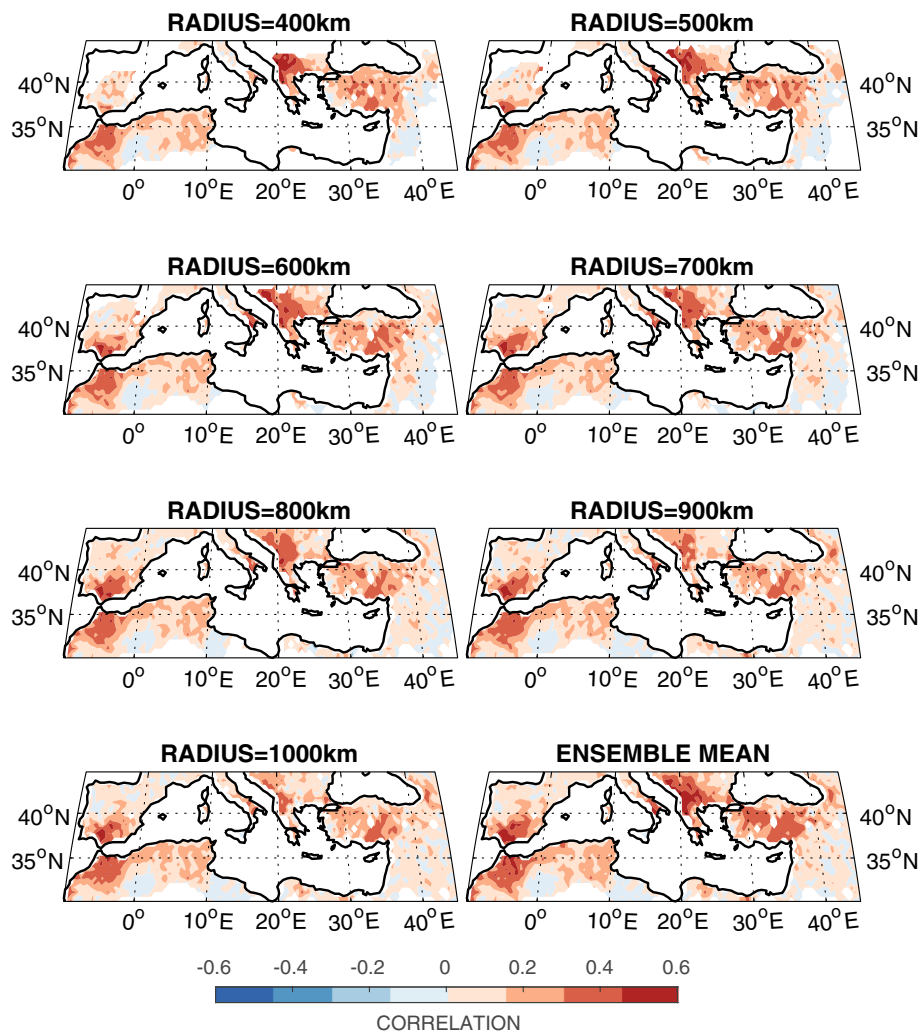 RADIUS=400km RADIUS=500km
40°N 40°N
35°N 35°N
0° 10°E 20°E 30°E 40°E 0° 10°E 20°E 30°E 40°E
RADIUS=600km RADIUS=700km
40°N 40°N
35°N 35°N
0° 10°E 20°E 30°E 40°E 0° 10°E 20°E 30°E 40°E
RADIUS=800km RADIUS=900km
40°N 40°N
35°N 35°N
0° 10°E 20°E 30°E 40°E 0° 10°E 20°E 30°E 40°E
RADIUS=1000km ENSEMBLE MEAN
40°N 40°N
35°N 35°N
0° 10°E 20°E 30°E 40°E 0° 10°E 20°E 30°E 40°E
-0.6 -0.4 -0.2 0 0.2 0.4 0.6
CORRELATION